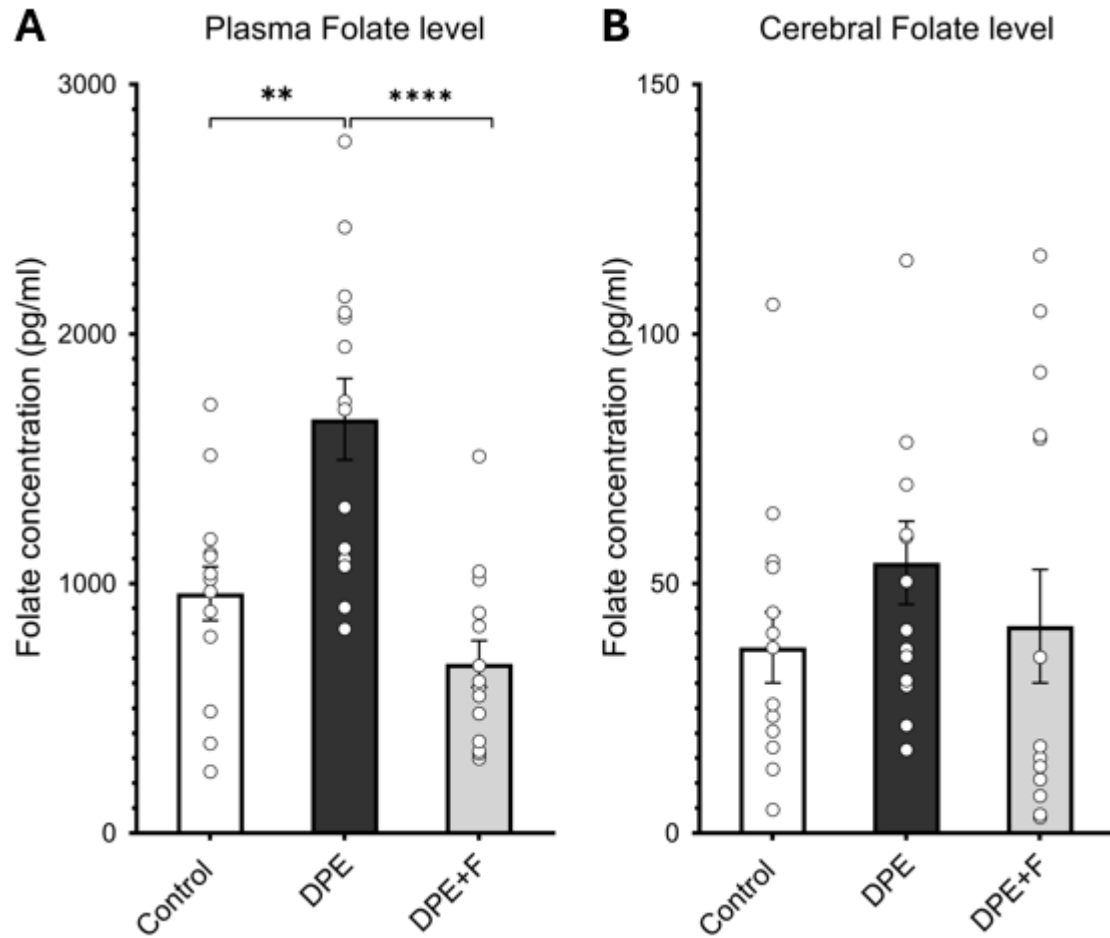 A Plasma Folate level
** ****
3000
2000
1000
0
Folate concentration (pg/ml)
Control
DPE
DPE+F
B Cerebral Folate level
150
100
50
0
Folate concentration (pg/ml)
Control
DPE
DPE+F